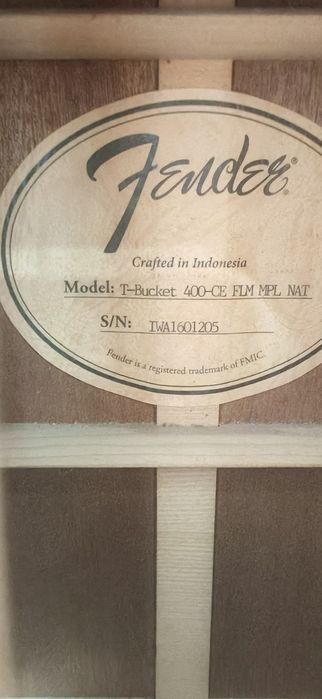 Fender®
Crafted in Indonesia
Model: T-Bucket 400-CE FLM MPL NAT
S/N: IWA1601205
Fender is a registered trademark of FMIC.